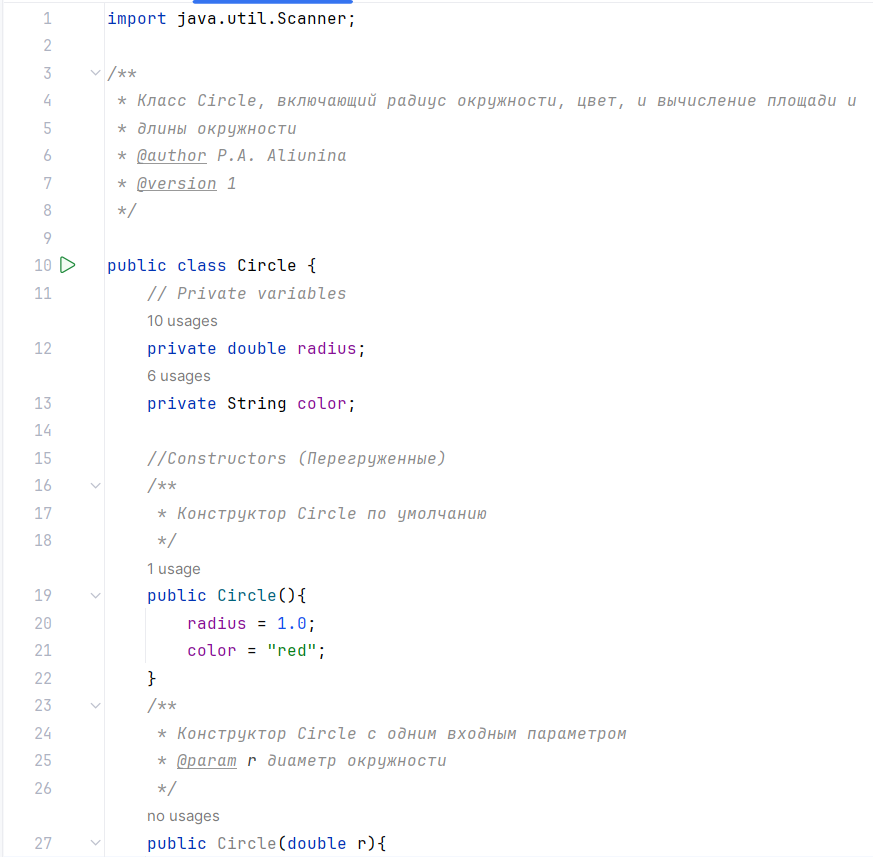 1 import java.util.Scanner;
2
3 /**
4 * Класс Circle, включающий радиус окружности, цвет, и вычисление площади и
5 * длины окружности
6 * @author P.A. Aliunina
7 * @version 1
8 */
9
10 public class Circle {
11 // Private variables
10 usages
12 private double radius;
6 usages
13 private String color;
14
15 //Constructors (Перегруженные)
16 /**
17 * Конструктор Circle по умолчанию
18 */
1 usage
19 public Circle(){
20 radius = 1.0;
21 color = "red";
22 }
23 /**
24 * Конструктор Circle с одним входным параметром
25 * @param r диаметр окружности
26 */
no usages
27 public Circle(double r){